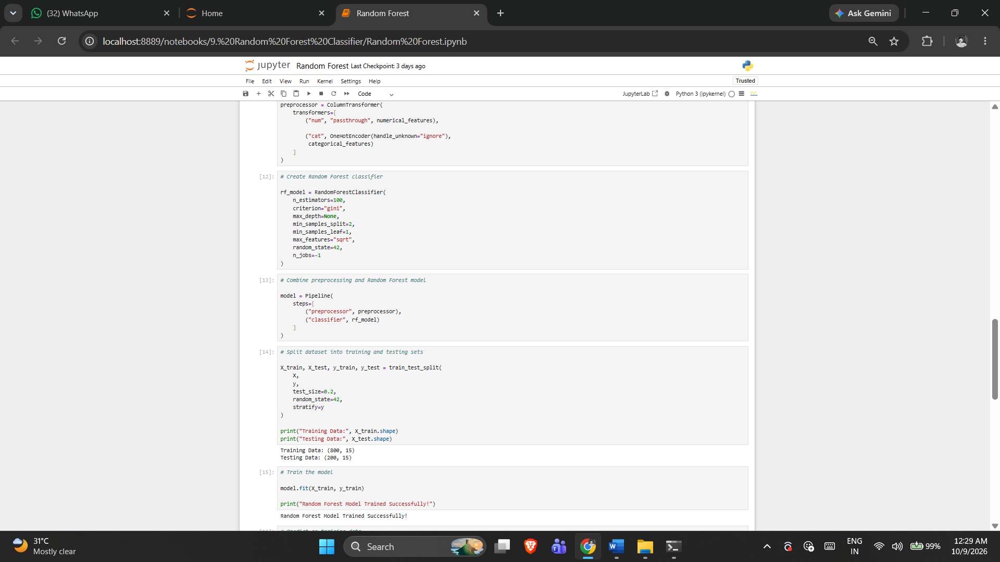 (32) WhatsApp
Home
Random Forest
Ask Gemini
localhost:8889/notebooks/9.%20Random%20Forest%20Classifier/Random%20Forest.ipynb
jupyter Random Forest Last Checkpoint: 3 days ago
File Edit View Run Kernel Settings Help
Trusted
Code
JupyterLab
Python 3 (ipykernel)
preprocessor = ColumnTransformer(
    transformers=[
        ("num", "passthrough", numerical_features),
        ("cat", OneHotEncoder(handle_unknown="ignore"),
         categorical_features)
    ]
)
[12]: # Create Random Forest classifier
rf_model = RandomForestClassifier(
    n_estimators=100,
    criterion="gini",
    max_depth=None,
    min_samples_split=2,
    min_samples_leaf=1,
    max_features="sqrt",
    random_state=42,
    n_jobs=-1
)
[13]: # Combine preprocessing and Random Forest model
model = Pipeline(
    steps=[
        ("preprocessor", preprocessor),
        ("classifier", rf_model)
    ]
)
[14]: # Split dataset into training and testing sets
X_train, X_test, y_train, y_test = train_test_split(
    X,
    y,
    test_size=0.2,
    random_state=42,
    stratify=y
)
print("Training Data:", X_train.shape)
print("Testing Data:", X_test.shape)
Training Data: (800, 15)
Testing Data: (200, 15)
[15]: # Train the model
model.fit(X_train, y_train)
print("Random Forest Model Trained Successfully!")
Random Forest Model Trained Successfully!
31°C
Mostly clear
Search
ENG
IN
99%
12:29 AM
10/9/2026